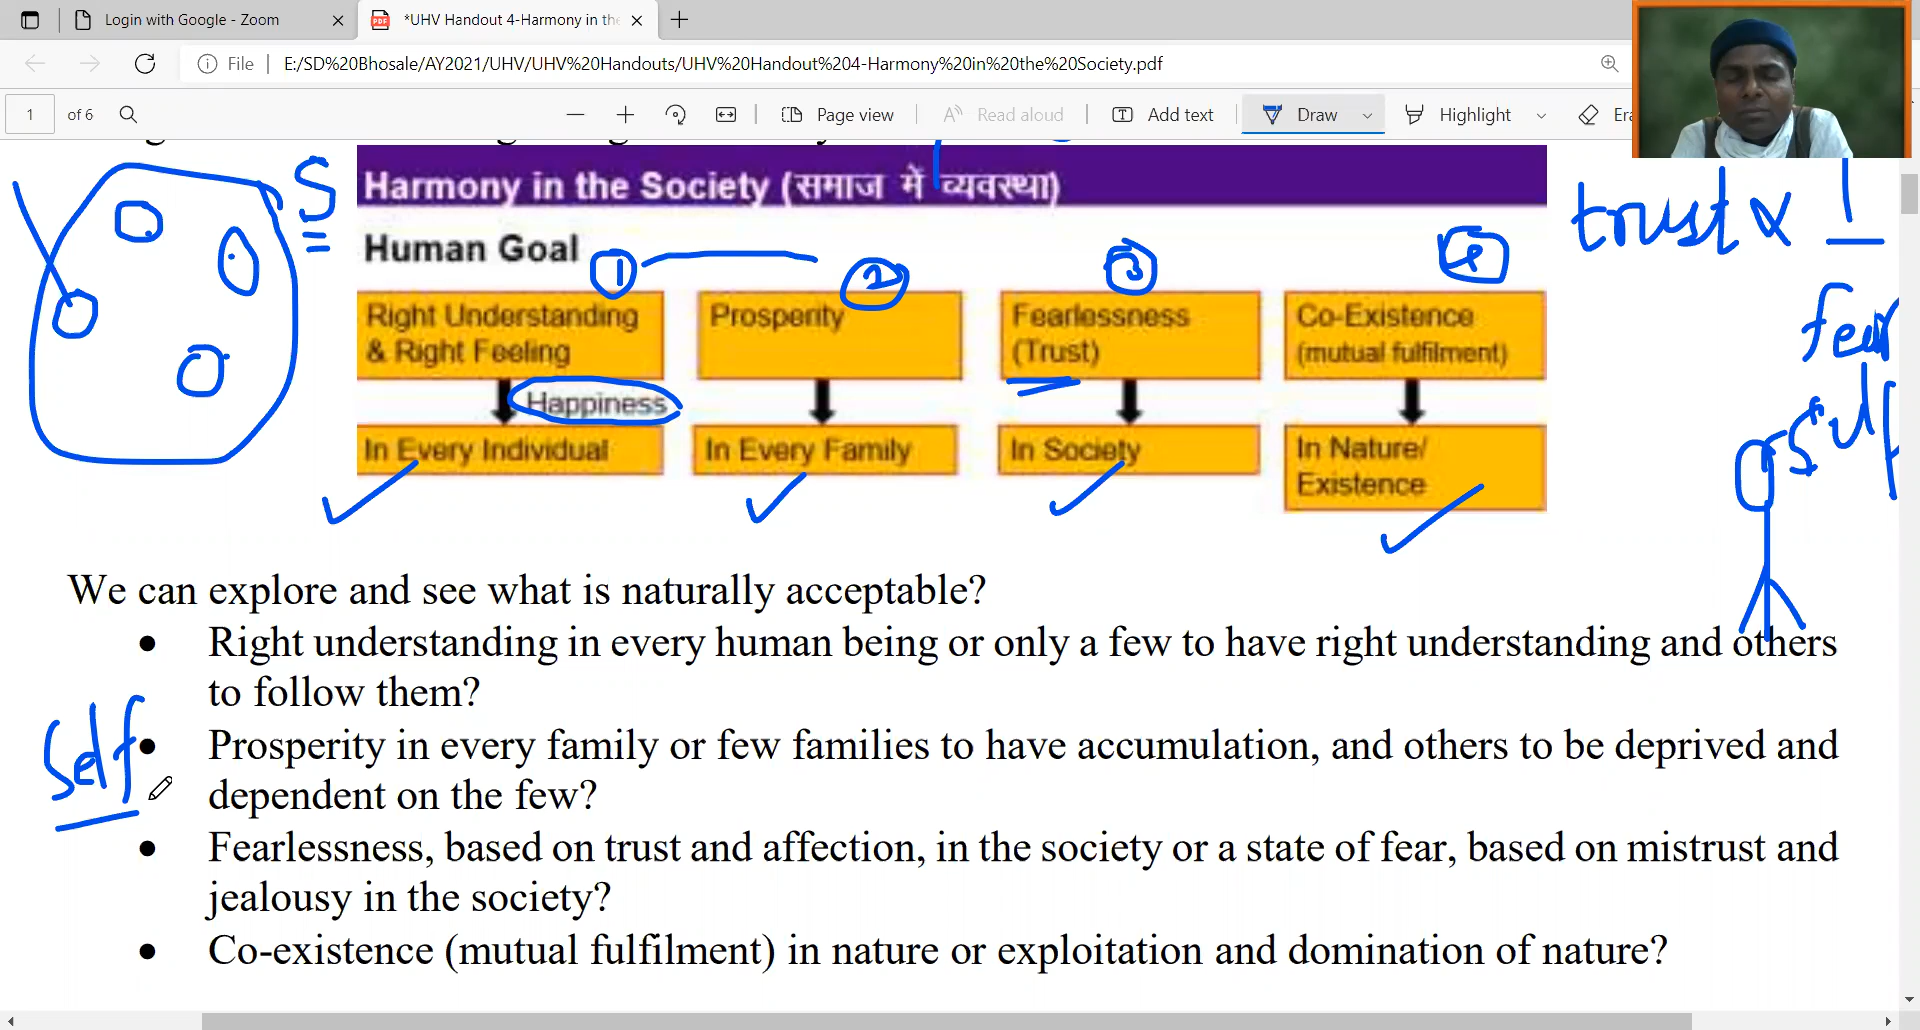 Login with Google - Zoom
*UHV Handout 4-Harmony in the
File
E:/SD%20Bhosale/AY2021/UHV/UHV%20Handouts/UHV%20Handout%204-Harmony%20in%20the%20Society.pdf
1 of 6
Page view
Read aloud
Add text
Draw
Highlight
Harmony in the Society (समाज में व्यवस्था)
S
trust ∝ 1
Human Goal
1 2 3 4
fear
Right Understanding & Right Feeling
Prosperity
Fearlessness (Trust)
Co-Existence (mutual fulfilment)
Happiness
In Every Individual
In Every Family
In Society
In Nature/ Existence
We can explore and see what is naturally acceptable?
• Right understanding in every human being or only a few to have right understanding and others
to follow them?
Self
• Prosperity in every family or few families to have accumulation, and others to be deprived and
dependent on the few?
• Fearlessness, based on trust and affection, in the society or a state of fear, based on mistrust and
jealousy in the society?
• Co-existence (mutual fulfilment) in nature or exploitation and domination of nature?